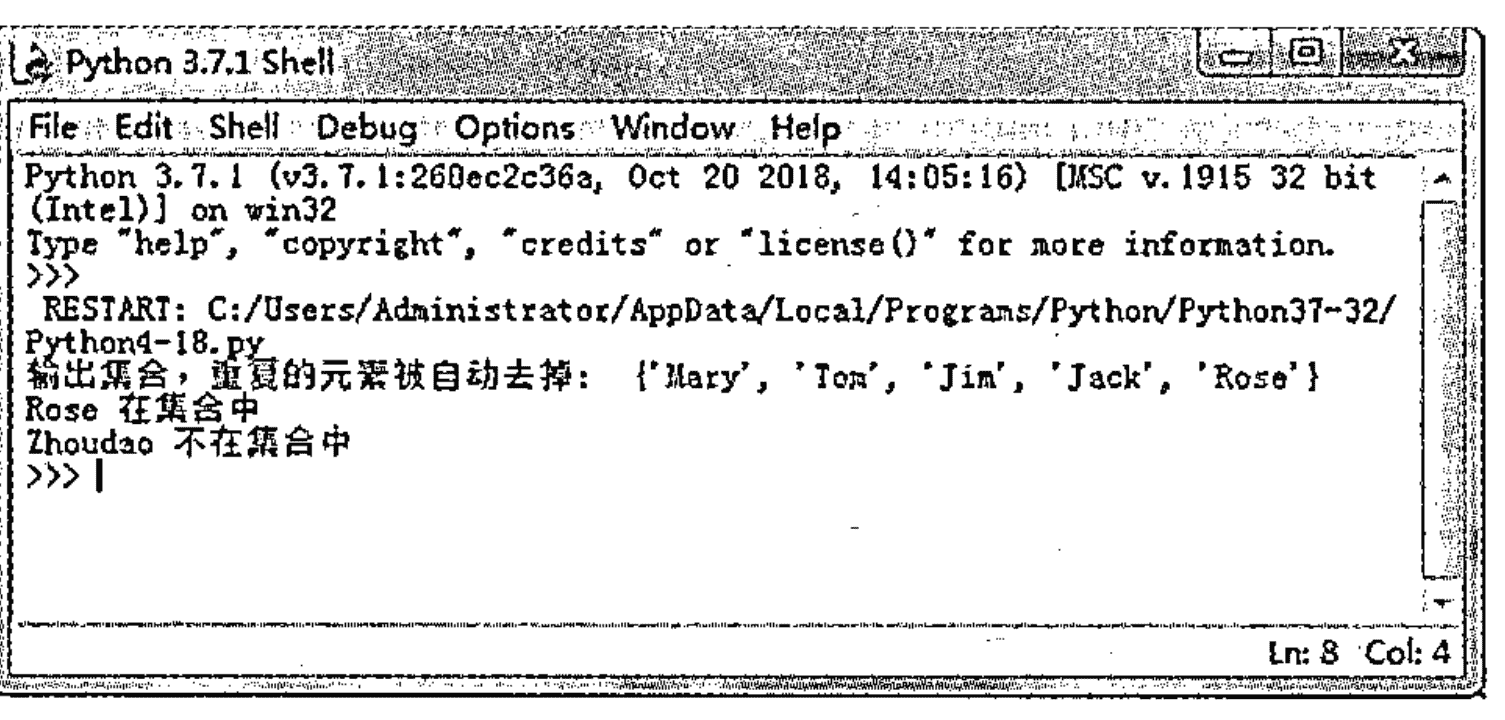 Python 3.7.1 Shell
File Edit Shell Debug Options Window Help
Python 3.7.1 (v3.7.1:260ec2c36a, Oct 20 2018, 14:05:16) [MSC v.1915 32 bit
(Intel)] on win32
Type "help", "copyright", "credits" or "license()" for more information.
>>>
RESTART: C:/Users/Administrator/AppData/Local/Programs/Python/Python37-32/
Python4-18.py
输出集合，重复的元素被自动去掉： {'Mary', 'Tom', 'Jim', 'Jack', 'Rose'}
Rose 在集合中
Zhoudao 不在集合中
>>>
Ln: 8 Col: 4